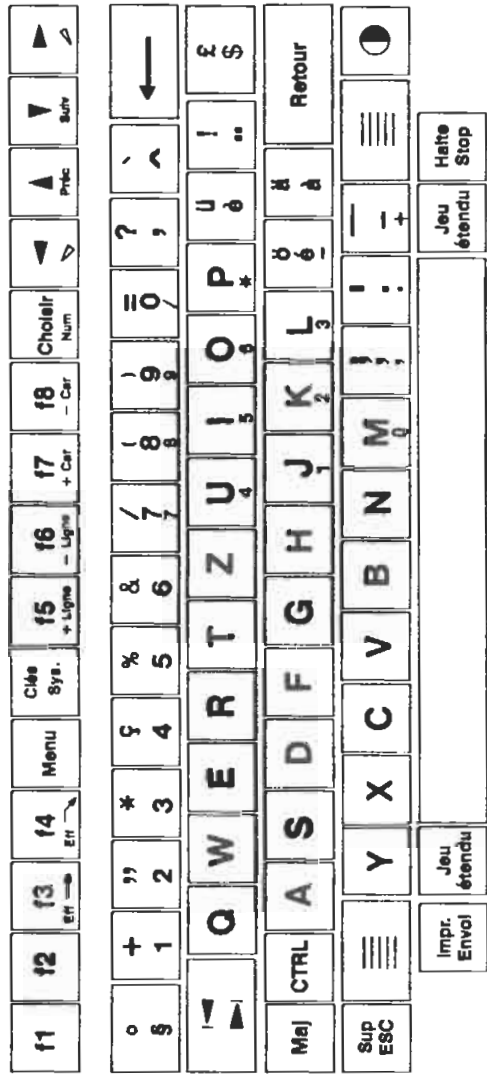 f1 f2 f3 f4 Menu Clés f5 f6 f7 f8 Choisir
Eff Eff Sys. + Ligne – Ligne + Car – Car Num Préc Suiv
° + ” * ç % & / ( ) = ? `
§ 1 2 3 4 5 6 7 8 9 0 ' ^
7 8 9 /
Q W E R T Z U I O P ü ! £
4 5 6 * è ¨ $
Maj CTRL A S D F G H J K L ö ä Retour
1 2 3 é à
-
Sup Y X C V B N M ; : _
ESC 0 , . -
, +
Impr. Jeu Jeu Halte
Envoi étendu étendu Stop